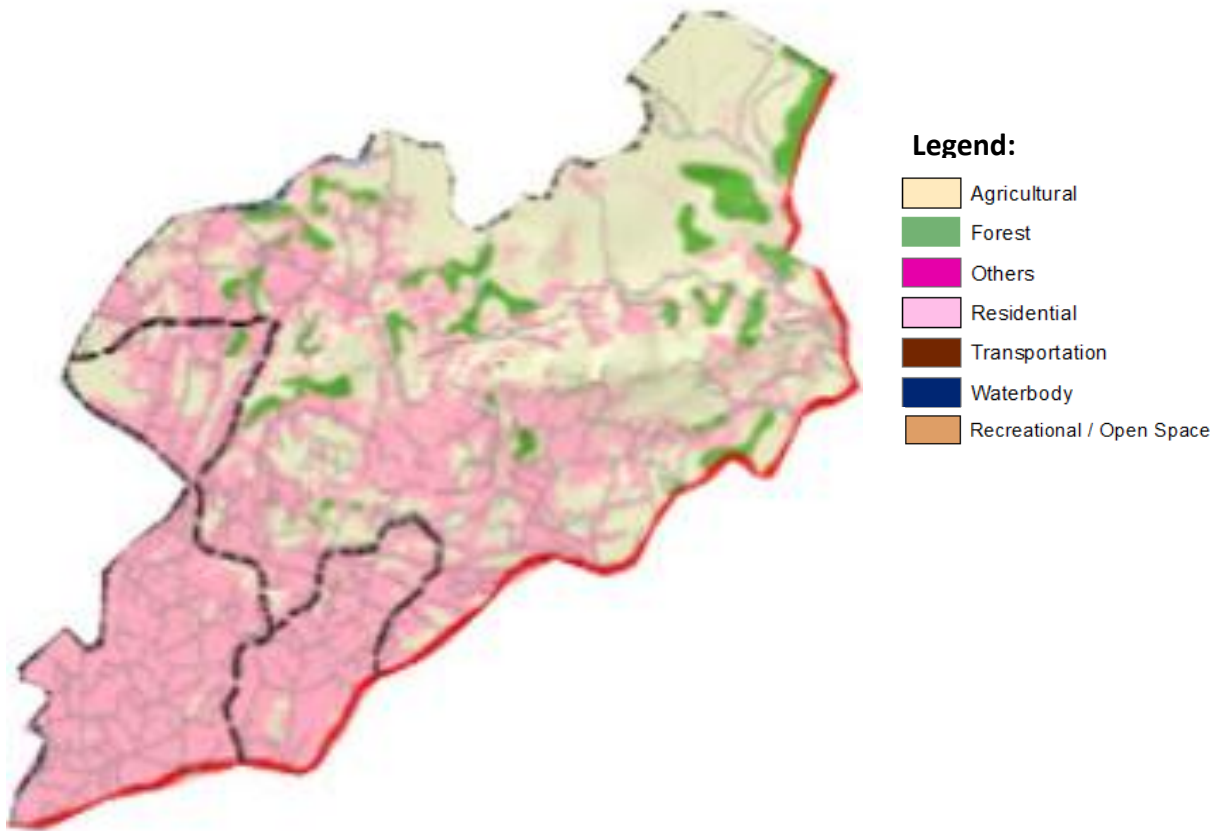 Legend:
Agricultural
Forest
Others
Residential
Transportation
Waterbody
Recreational / Open Space